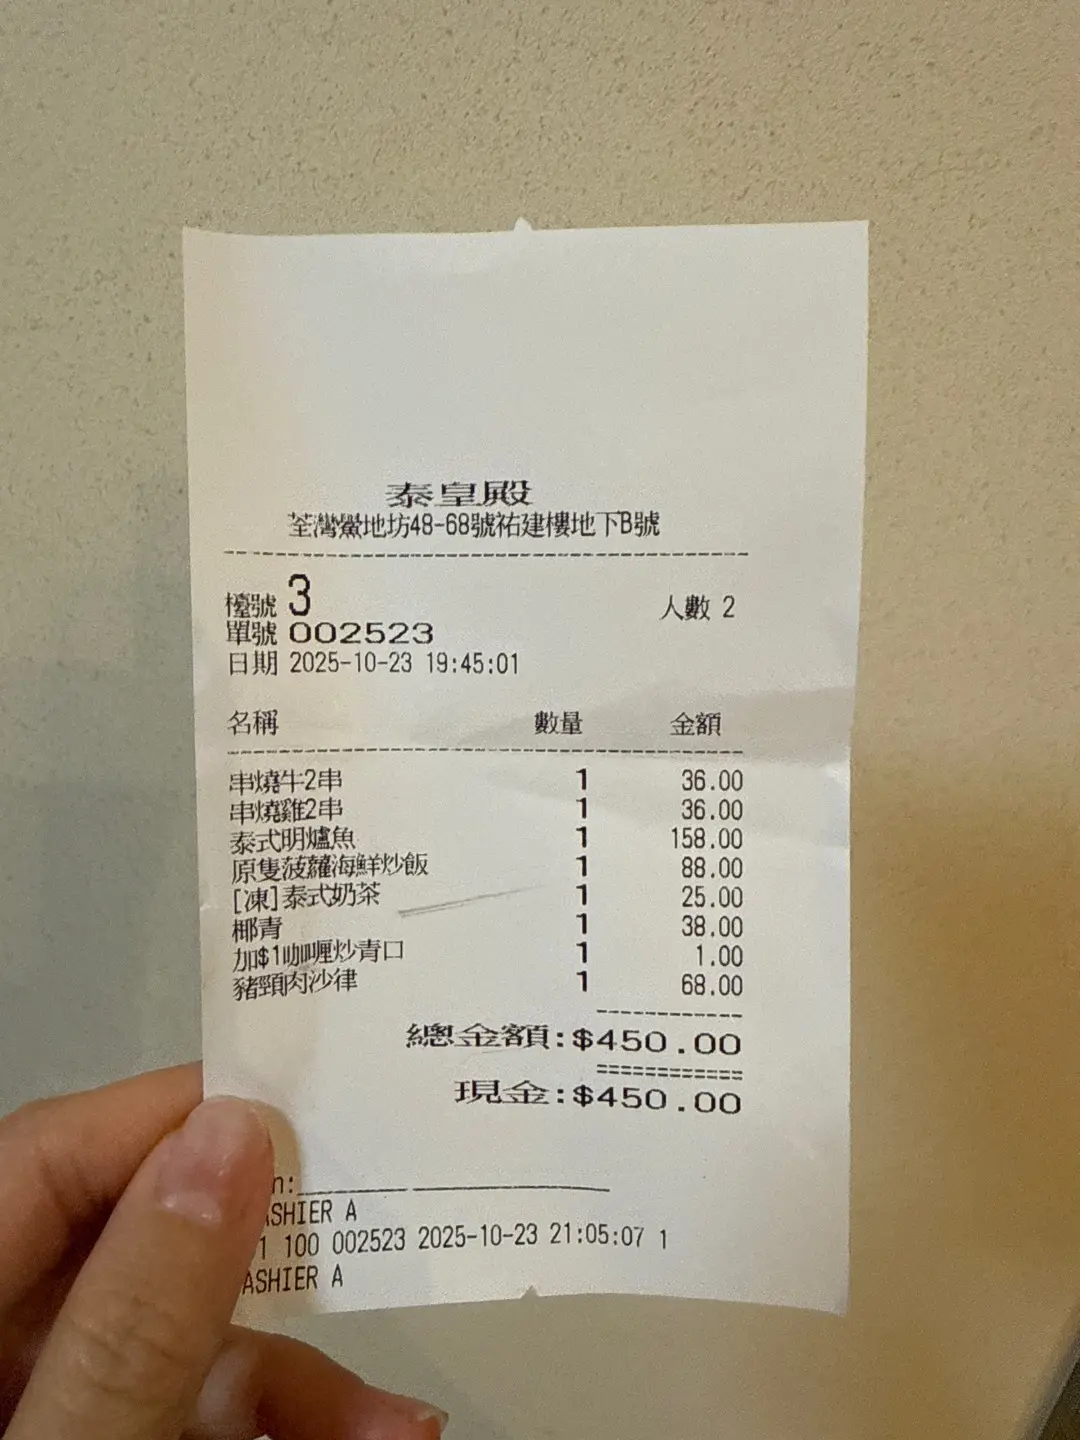 泰皇殿
荃灣鱟地坊48-68號祐建樓地下B號
檯號 3 人數 2
單號 002523
日期 2025-10-23 19:45:01
名稱 數量 金額
串燒牛2串 1 36.00
串燒雞2串 1 36.00
泰式明爐魚 1 158.00
原隻菠蘿海鮮炒飯 1 88.00
[凍]泰式奶茶 1 25.00
椰青 1 38.00
加$1咖喱炒青口 1 1.00
豬頸肉沙律 1 68.00
總金額:$450.00
現金:$450.00
n:
ASHIER A
1 100 002523 2025-10-23 21:05:07 1
ASHIER A